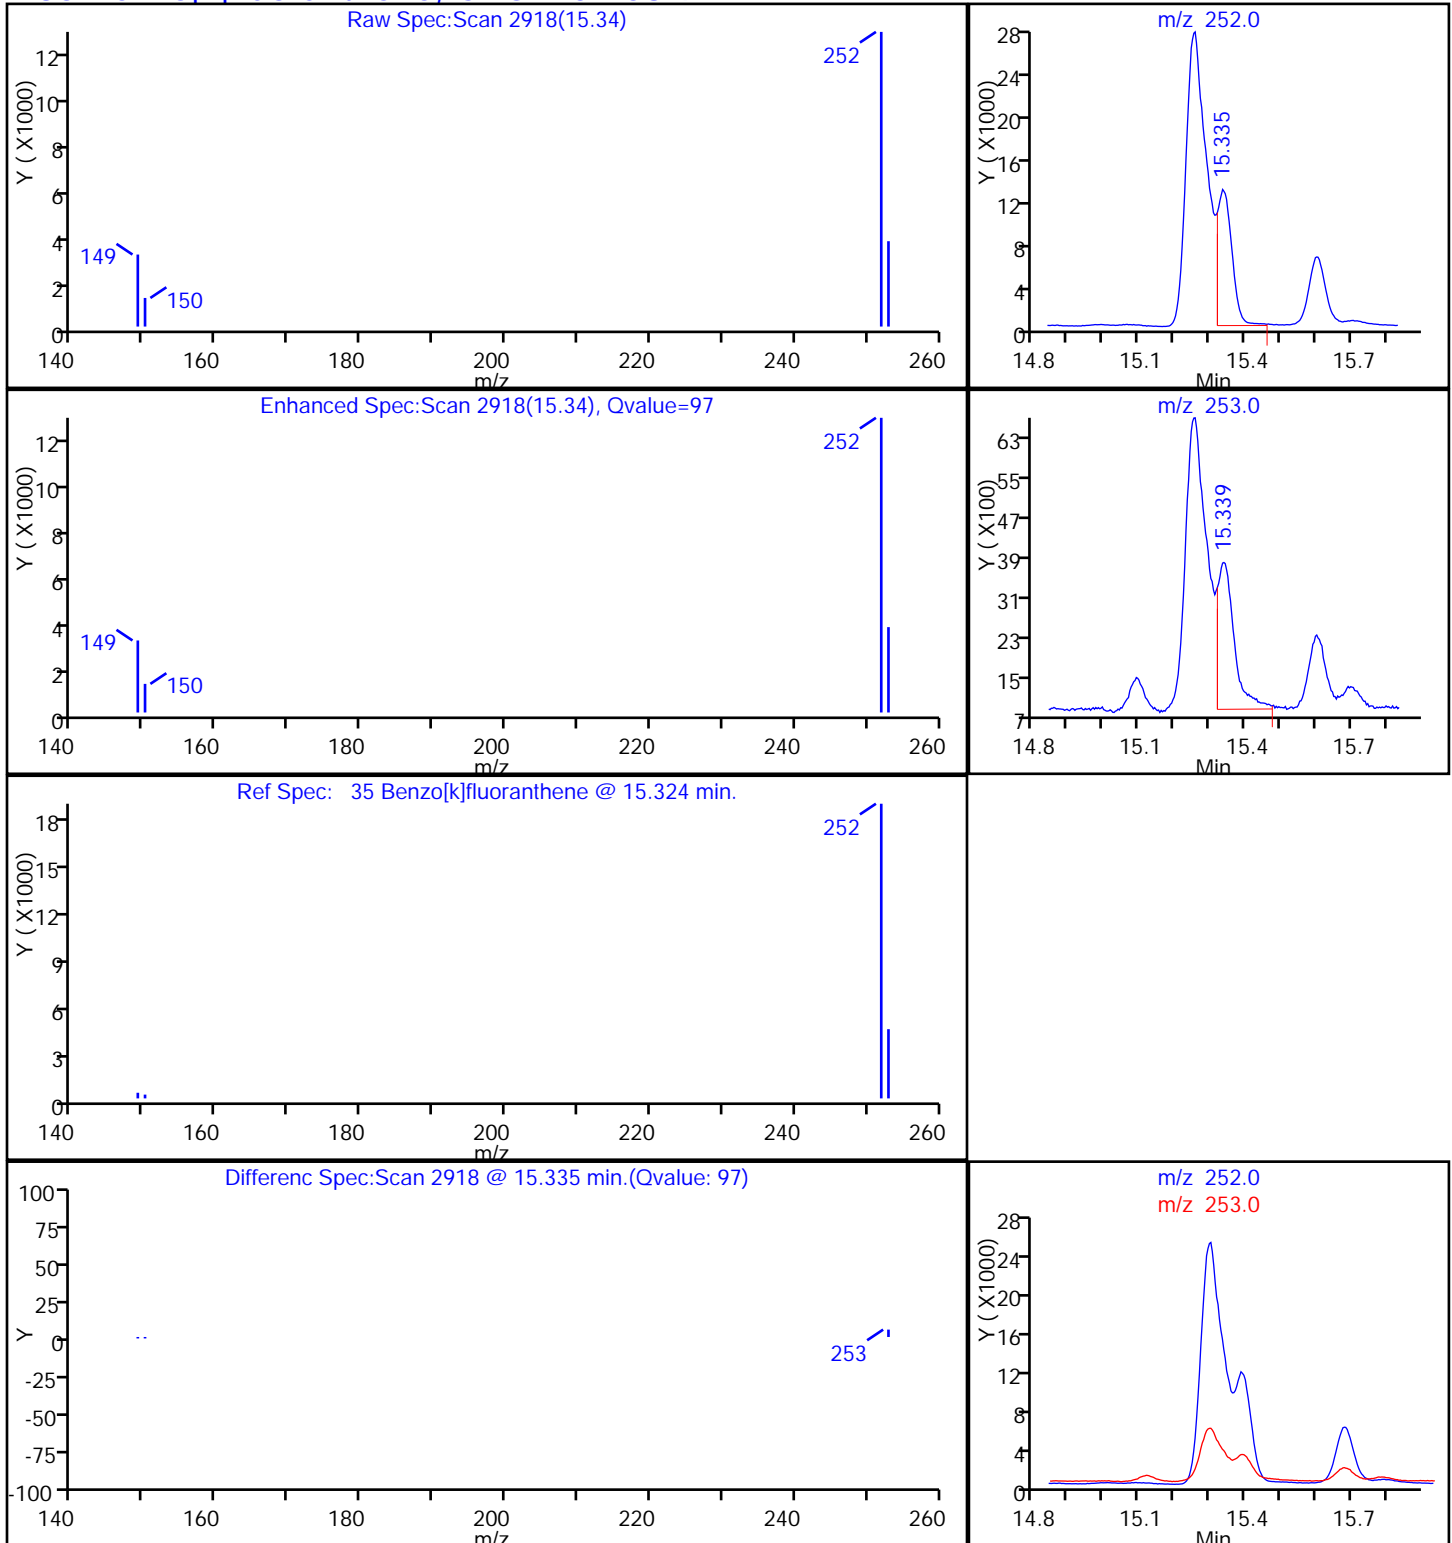 Raw Spec:Scan 2918(15.34)
Y ( X1000)
12
10
8
6
4
2
0
252
149
150
140 160 180 200 220 240 260
m/z
m/z 252.0
Y ( X1000)
28
24
20
16
12
8
4
0
15.335
14.8 15.1 15.4 15.7
Min
Enhanced Spec:Scan 2918(15.34), Qvalue=97
Y ( X1000)
12
10
8
6
4
2
0
252
149
150
140 160 180 200 220 240 260
m/z
m/z 253.0
Y ( X100)
63
55
47
39
31
23
15
7
15.339
14.8 15.1 15.4 15.7
Min
Ref Spec: 35 Benzo[k]fluoranthene @ 15.324 min.
Y ( X1000)
18
15
12
9
6
3
0
252
140 160 180 200 220 240 260
m/z
Differenc Spec:Scan 2918 @ 15.335 min.(Qvalue: 97)
Y
100
75
50
25
0
-25
-50
-75
-100
253
140 160 180 200 220 240 260
m/z
m/z 252.0
m/z 253.0
Y ( X1000)
28
24
20
16
12
8
4
0
14.8 15.1 15.4 15.7
Min